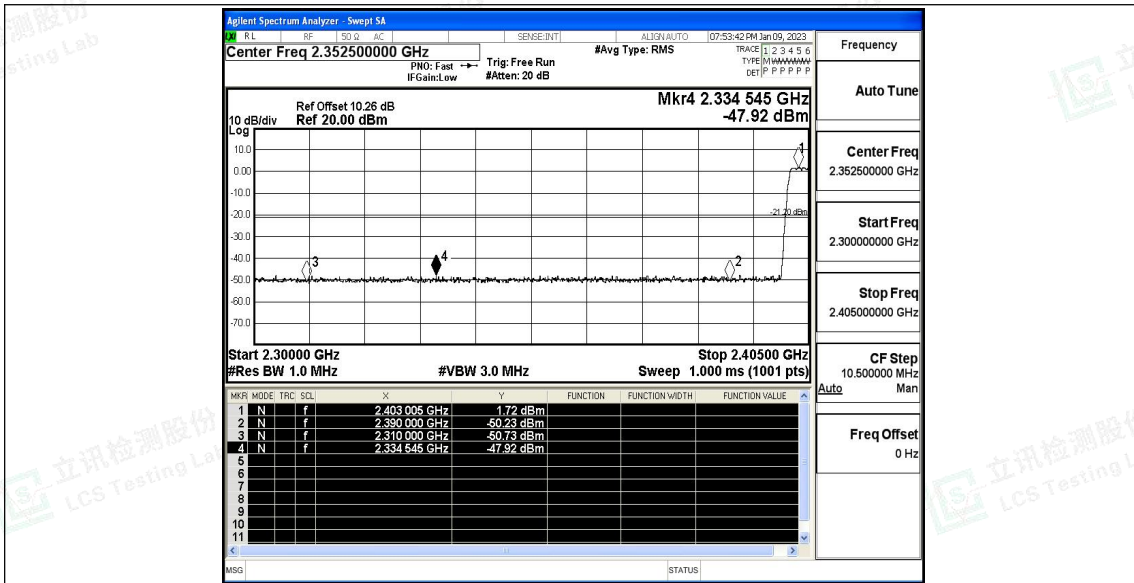 Agilent Spectrum Analyzer - Swept SA
LXI RL RF 50 Ω AC SENSE:INT ALIGN AUTO 07:53:42 PM Jan 09, 2023
Center Freq 2.352500000 GHz
PNO: Fast
IFGain:Low
Trig: Free Run
#Atten: 20 dB
#Avg Type: RMS
TRACE 1 2 3 4 5 6
TYPE M WWWWW
DET P P P P P P
Ref Offset 10.26 dB
10 dB/div Ref 20.00 dBm
Log
Mkr4 2.334 545 GHz
-47.92 dBm
10.0
0.00
-10.0
-20.0
-30.0
-40.0
-50.0
-60.0
-70.0
1
-21.20 dBm
3
4
2
Start 2.30000 GHz Stop 2.40500 GHz
#Res BW 1.0 MHz #VBW 3.0 MHz Sweep 1.000 ms (1001 pts)
MKR MODE TRC SCL X Y FUNCTION FUNCTION WIDTH FUNCTION VALUE
1 N f 2.403 005 GHz 1.72 dBm
2 N f 2.390 000 GHz -50.23 dBm
3 N f 2.310 000 GHz -50.73 dBm
4 N f 2.334 545 GHz -47.92 dBm
5
6
7
8
9
10
11
MSG STATUS
Frequency
Auto Tune
Center Freq
2.352500000 GHz
Start Freq
2.300000000 GHz
Stop Freq
2.405000000 GHz
CF Step
10.500000 MHz
Auto Man
Freq Offset
0 Hz
测股份
sting Lab
立讯检测股份
LCS Testing Lab
立讯检测股份
LCS Testing L